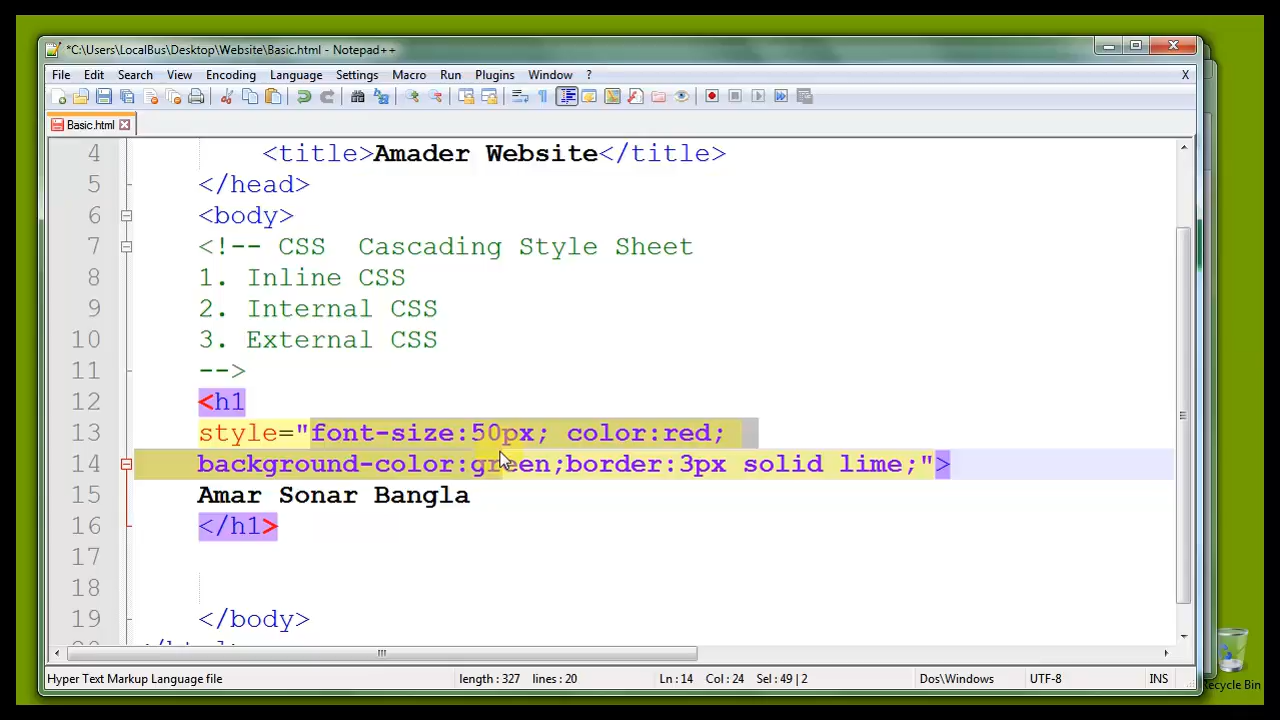 *C:\Users\LocalBus\Desktop\Website\Basic.html - Notepad++
File Edit Search View Encoding Language Settings Macro Run Plugins Window ? X
Basic.html
4 <title>Amader Website</title>
5 </head>
6 <body>
7 <!-- CSS  Cascading Style Sheet
8 1. Inline CSS
9 2. Internal CSS
10 3. External CSS
11 -->
12 <h1
13 style="font-size:50px; color:red;
14 background-color:green;border:3px solid lime;">
15 Amar Sonar Bangla
16 </h1>
17
18
19 </body>
Hyper Text Markup Language file length : 327 lines : 20 Ln : 14 Col : 24 Sel : 49 | 2 Dos\Windows UTF-8 INS
Recycle Bin